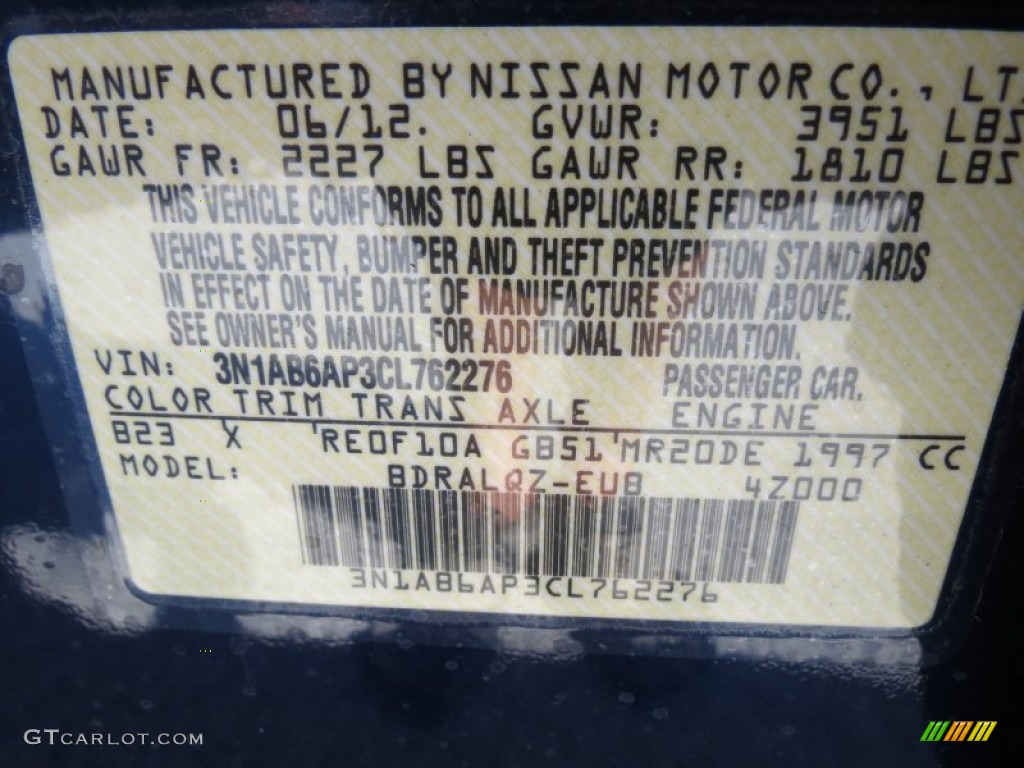 MANUFACTURED BY NISSAN MOTOR CO., LT
DATE: 06/12. GVWR: 3951 LBS
GAWR FR: 2227 LBS GAWR RR: 1810 LBS
THIS VEHICLE CONFORMS TO ALL APPLICABLE FEDERAL MOTOR
VEHICLE SAFETY, BUMPER AND THEFT PREVENTION STANDARDS
IN EFFECT ON THE DATE OF MANUFACTURE SHOWN ABOVE.
SEE OWNER'S MANUAL FOR ADDITIONAL INFORMATION.
VIN: 3N1AB6AP3CL762276 PASSENGER CAR.
COLOR TRIM TRANS AXLE ENGINE
B23 X RE0F10A GB51 MR20DE 1997 CC
MODEL: BDRALQZ-EUB 4Z000
3N1AB6AP3CL762276
GTCARLOT.COM